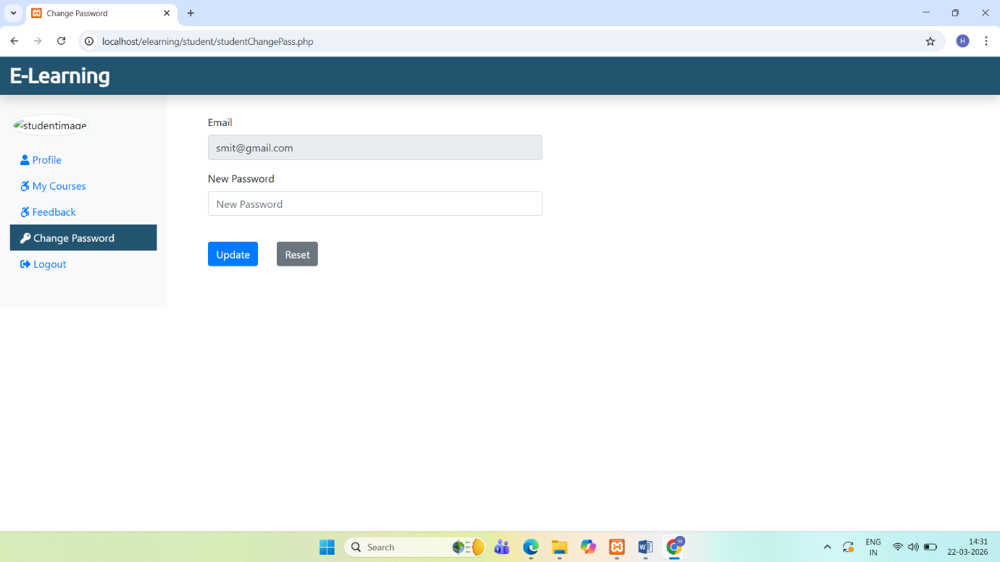 Change Password
localhost/elearning/student/studentChangePass.php
H
E-Learning
studentimage
Profile
My Courses
Feedback
Change Password
Logout
Email
smit@gmail.com
New Password
New Password
Update
Reset
Search
H
ENG
IN
14:31
22-03-2026